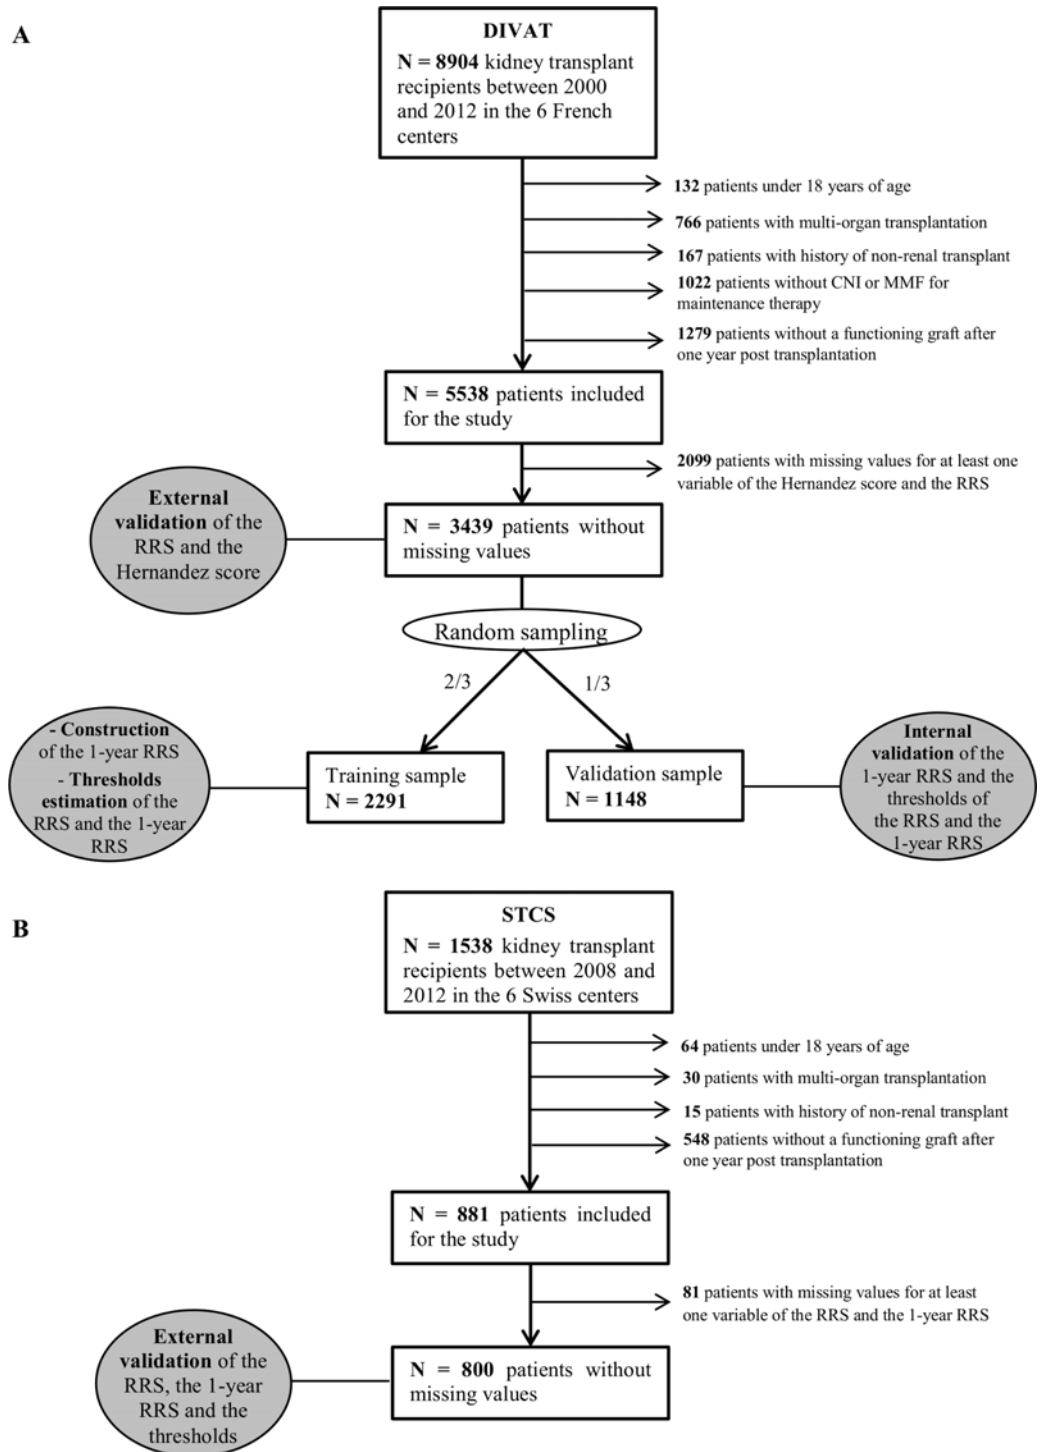 A
DIVAT
N = 8904 kidney transplant
recipients between 2000
and 2012 in the 6 French
centers
132 patients under 18 years of age
766 patients with multi-organ transplantation
167 patients with history of non-renal transplant
1022 patients without CNI or MMF for
maintenance therapy
1279 patients without a functioning graft after
one year post transplantation
N = 5538 patients included
for the study
2099 patients with missing values for at least one
variable of the Hernandez score and the RRS
External
validation of the
RRS and the
Hernandez score
N = 3439 patients without
missing values
Random sampling
2/3
1/3
- Construction
of the 1-year RRS
- Thresholds
estimation of the
RRS and the 1-year
RRS
Training sample
N = 2291
Validation sample
N = 1148
Internal
validation of the
1-year RRS and the
thresholds of
the RRS and the
1-year RRS
B
STCS
N = 1538 kidney transplant
recipients between 2008 and
2012 in the 6 Swiss centers
64 patients under 18 years of age
30 patients with multi-organ transplantation
15 patients with history of non-renal transplant
548 patients without a functioning graft after
one year post transplantation
N = 881 patients included
for the study
81 patients with missing values for at least
one variable of the RRS and the 1-year RRS
External
validation of the
RRS, the 1-year
RRS and the
thresholds
N = 800 patients without
missing values